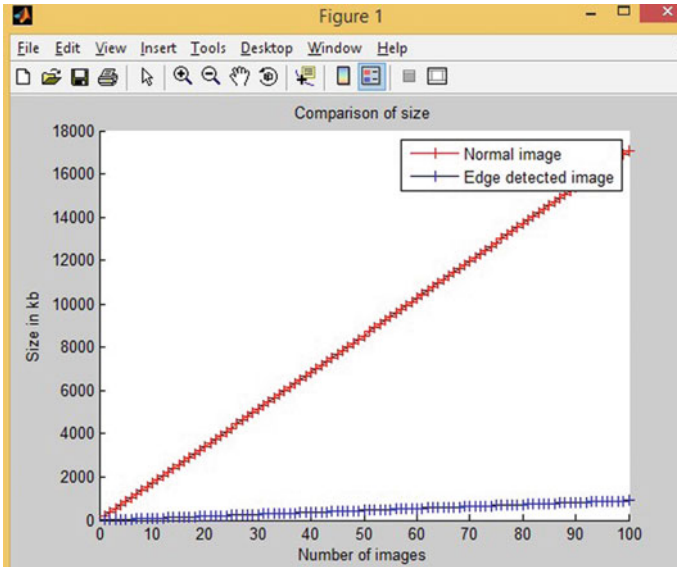 Figure 1
File Edit View Insert Tools Desktop Window Help
Comparison of size
18000
16000
14000
12000
10000
8000
6000
4000
2000
0
Size in kb
Normal image
Edge detected image
0 10 20 30 40 50 60 70 80 90 100
Number of images